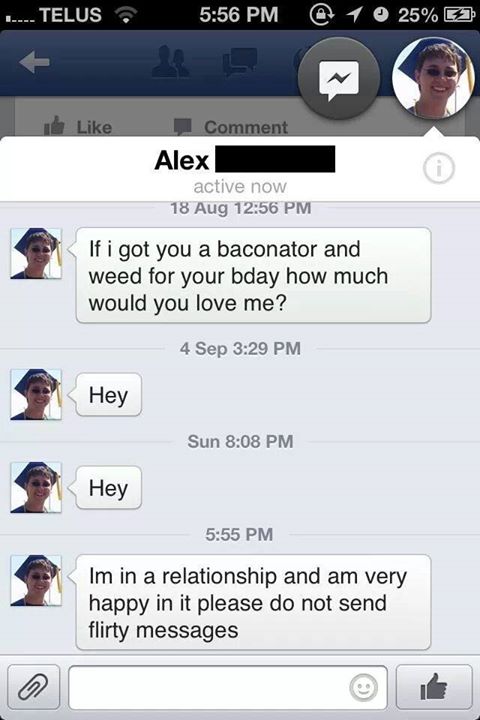 TELUS 5:56 PM 25%
Like Comment
Alex
active now
18 Aug 12:56 PM
If i got you a baconator and
weed for your bday how much
would you love me?
4 Sep 3:29 PM
Hey
Sun 8:08 PM
Hey
5:55 PM
Im in a relationship and am very
happy in it please do not send
flirty messages